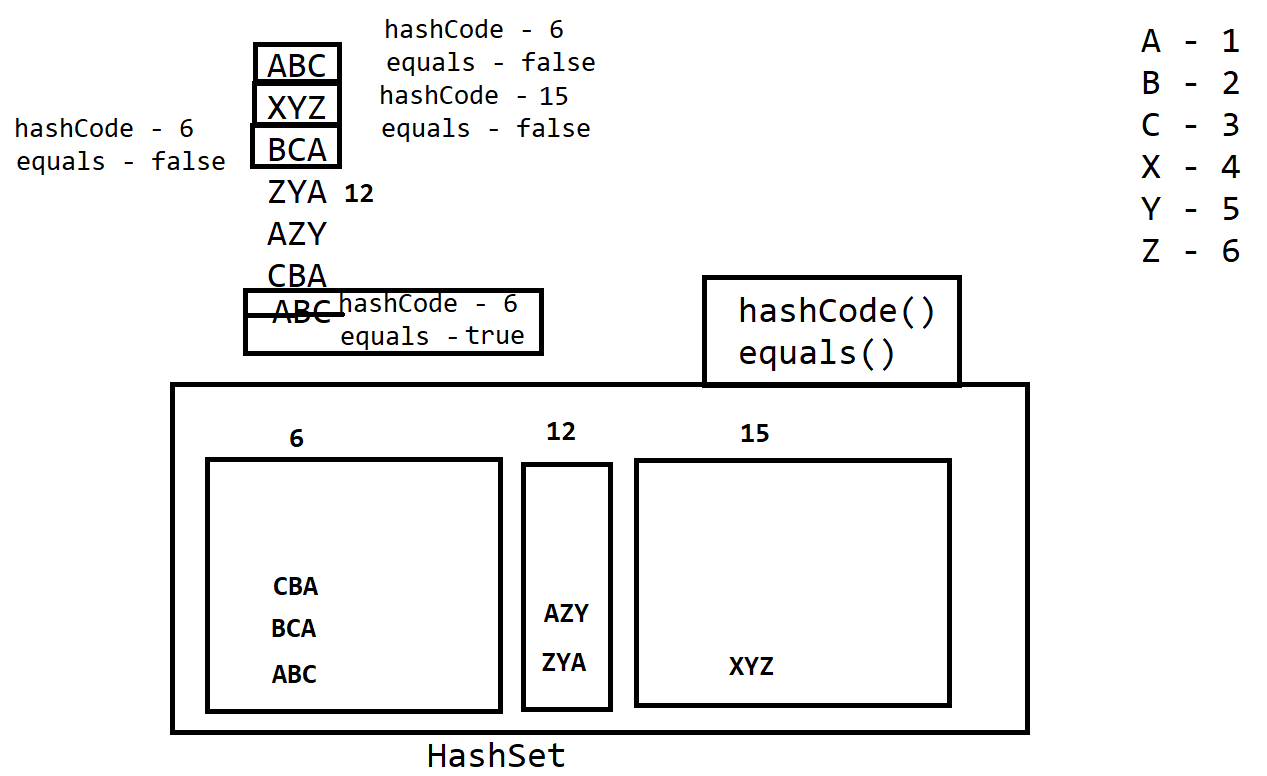 hashCode - 6
equals - false
ABC
hashCode - 15
equals - false
XYZ
hashCode - 6
equals - false
BCA
ZYA 12
AZY
CBA
ABC hashCode - 6
equals - true
A - 1
B - 2
C - 3
X - 4
Y - 5
Z - 6
hashCode()
equals()
6
CBA
BCA
ABC
12
AZY
ZYA
15
XYZ
HashSet